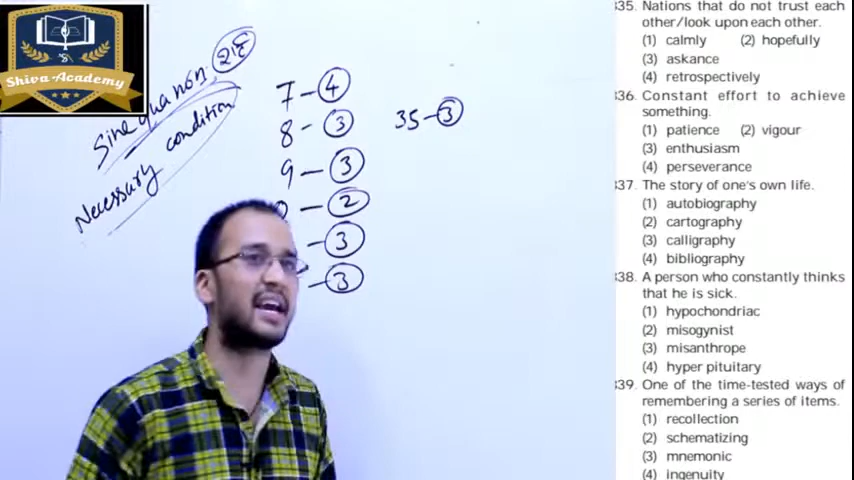 Shiva-Academy
Sine qua non.
Necessary condition
7 - 4
8 - 3
9 - 3
- 2
- 3
- 3
35 - 3
335. Nations that do not trust each
other/look upon each other.
(1) calmly (2) hopefully
(3) askance
(4) retrospectively
336. Constant effort to achieve
something.
(1) patience (2) vigour
(3) enthusiasm
(4) perseverance
337. The story of one's own life.
(1) autobiography
(2) cartography
(3) calligraphy
(4) bibliography
338. A person who constantly thinks
that he is sick.
(1) hypochondriac
(2) misogynist
(3) misanthrope
(4) hyper pituitary
339. One of the time-tested ways of
remembering a series of items.
(1) recollection
(2) schematizing
(3) mnemonic
(4) ingenuity